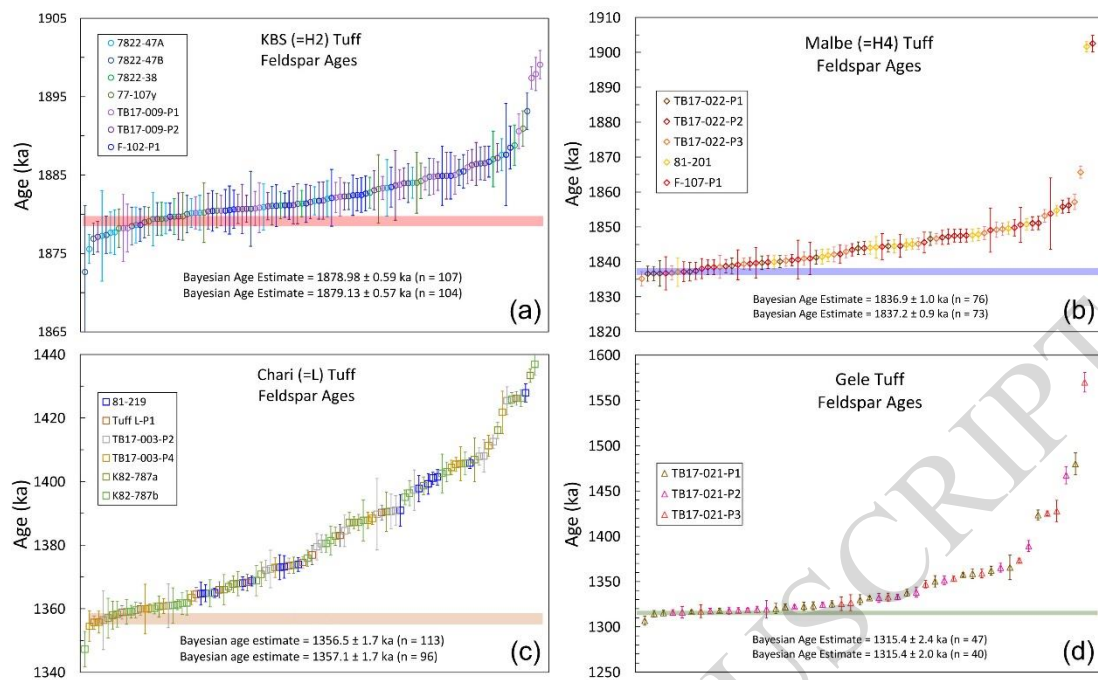 1905
1895
1885
1875
1865
Age (ka)
KBS (=H2) Tuff
Feldspar Ages
7822-47A
7822-47B
7822-38
77-107y
TB17-009-P1
TB17-009-P2
F-102-P1
Bayesian Age Estimate = 1878.98 ± 0.59 ka (n = 107)
Bayesian Age Estimate = 1879.13 ± 0.57 ka (n = 104)
(a)
1910
1900
1890
1880
1870
1860
1850
1840
1830
1820
Age (ka)
Malbe (=H4) Tuff
Feldspar Ages
TB17-022-P1
TB17-022-P2
TB17-022-P3
81-201
F-107-P1
Bayesian Age Estimate = 1836.9 ± 1.0 ka (n = 76)
Bayesian Age Estimate = 1837.2 ± 0.9 ka (n = 73)
(b)
1440
1420
1400
1380
1360
1340
Age (ka)
Chari (=L) Tuff
Feldspar Ages
81-219
Tuff L-P1
TB17-003-P2
TB17-003-P4
K82-787a
K82-787b
Bayesian age estimate = 1356.5 ± 1.7 ka (n = 113)
Bayesian age estimate = 1357.1 ± 1.7 ka (n = 96)
(c)
1600
1550
1500
1450
1400
1350
1300
1250
Age (ka)
Gele Tuff
Feldspar Ages
TB17-021-P1
TB17-021-P2
TB17-021-P3
Bayesian Age Estimate = 1315.4 ± 2.4 ka (n = 47)
Bayesian Age Estimate = 1315.4 ± 2.0 ka (n = 40)
(d)
USCRIPT